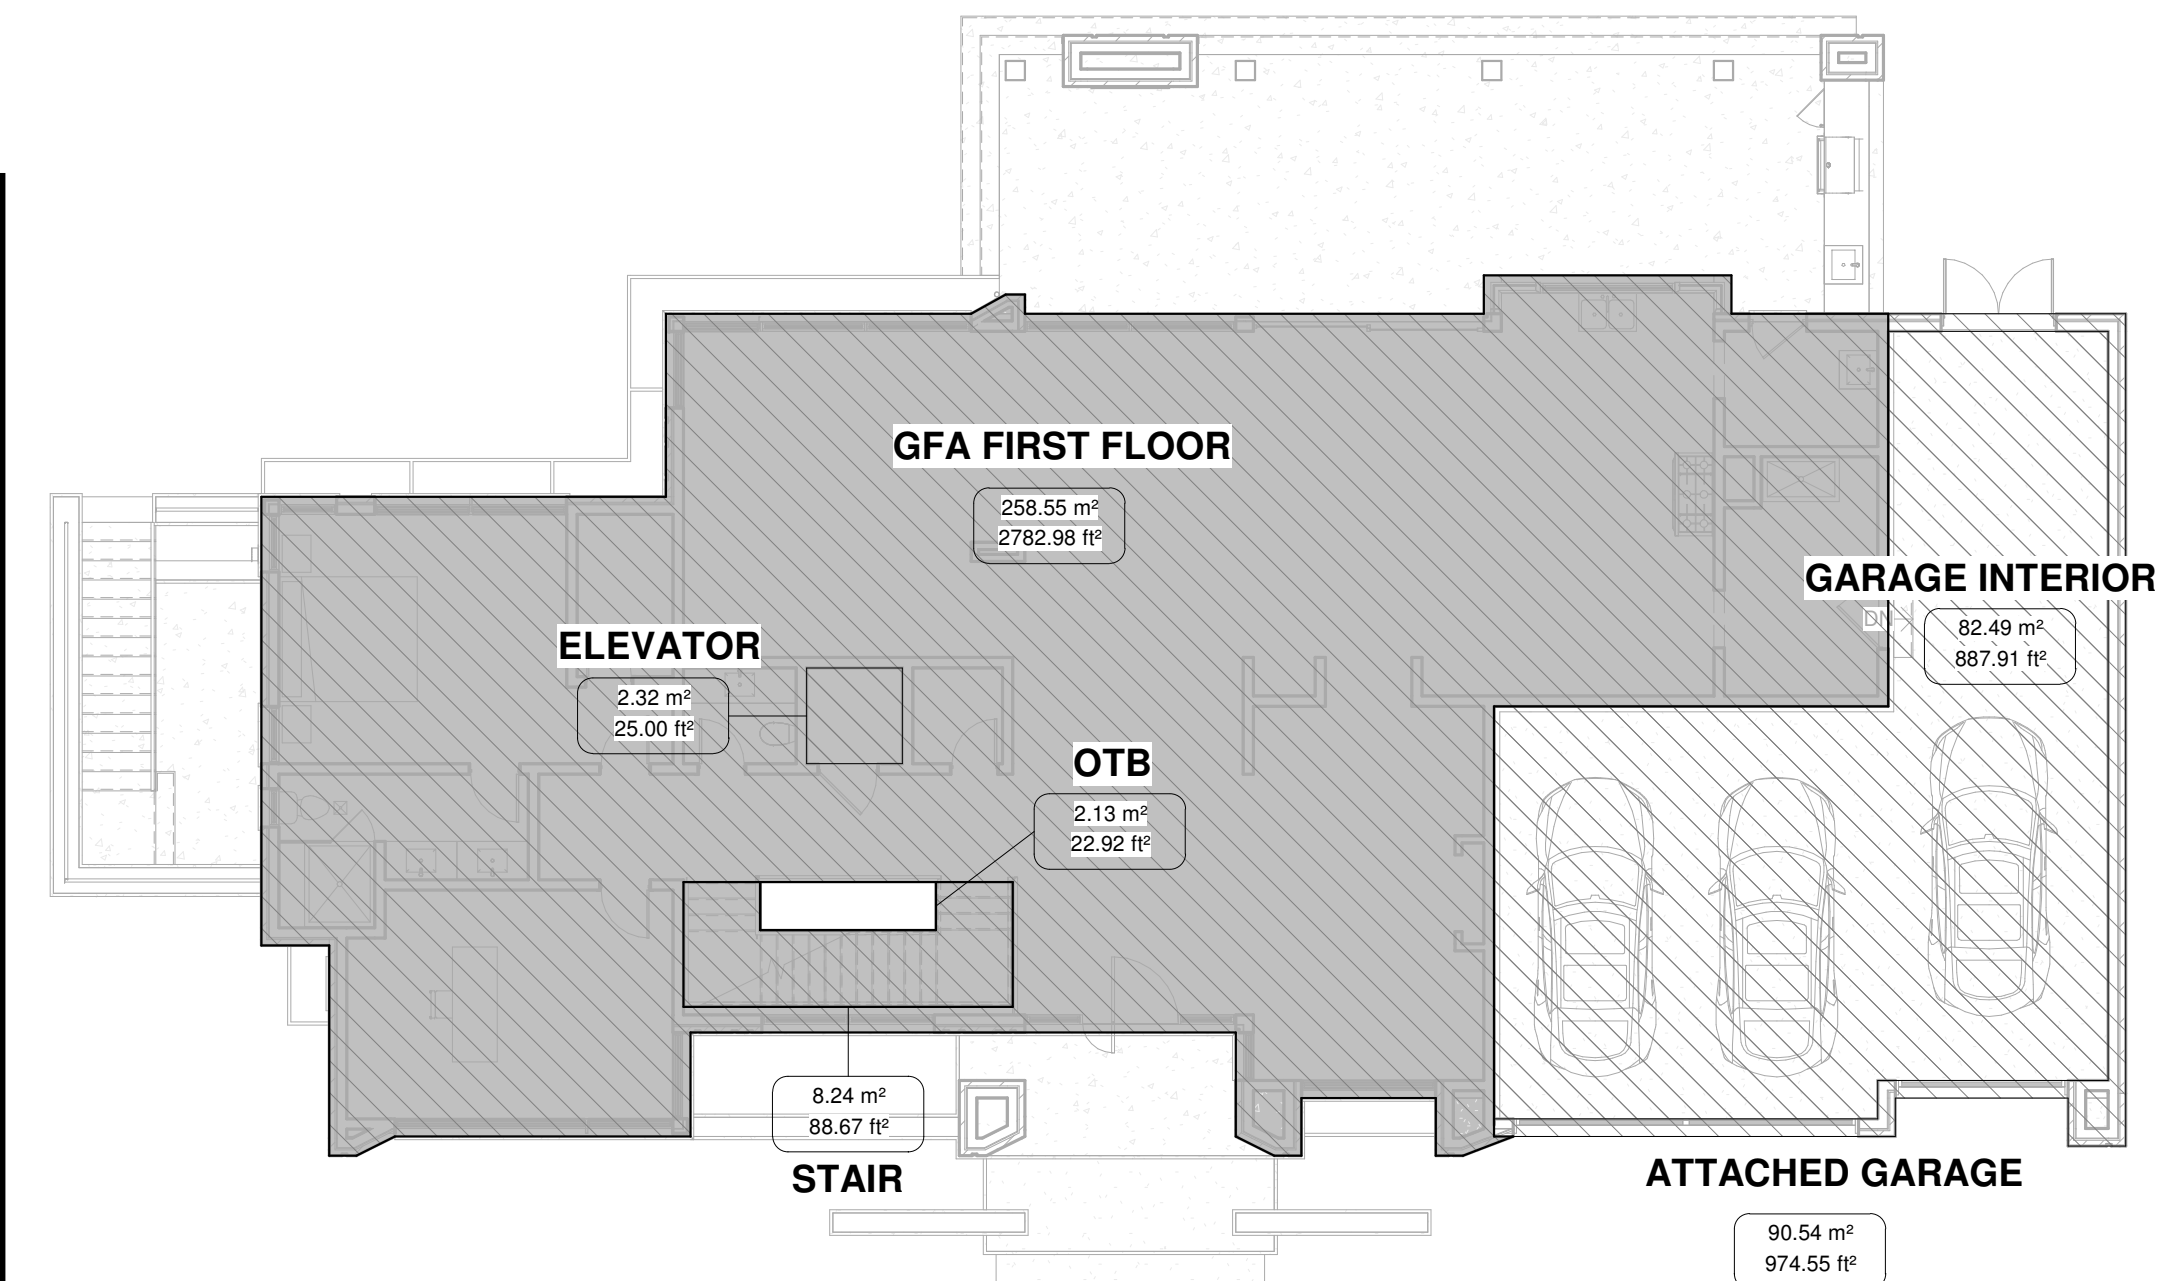 GFA FIRST FLOOR
258.55 m²
2782.98 ft²
GARAGE INTERIOR
DN
82.49 m²
887.91 ft²
ELEVATOR
2.32 m²
25.00 ft²
OTB
2.13 m²
22.92 ft²
8.24 m²
88.67 ft²
STAIR
ATTACHED GARAGE
90.54 m²
974.55 ft²